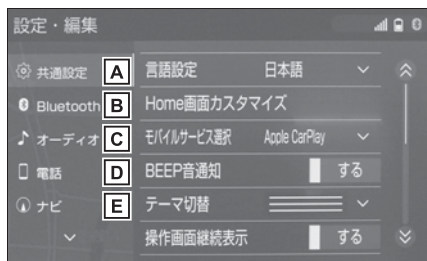 設定・編集
共通設定 A 言語設定 日本語
Bluetooth B Home画面カスタマイズ
オーディオ C モバイルサービス選択 Apple CarPlay
電話 D BEEP音通知 する
ナビ E テーマ切替
操作画面継続表示 する